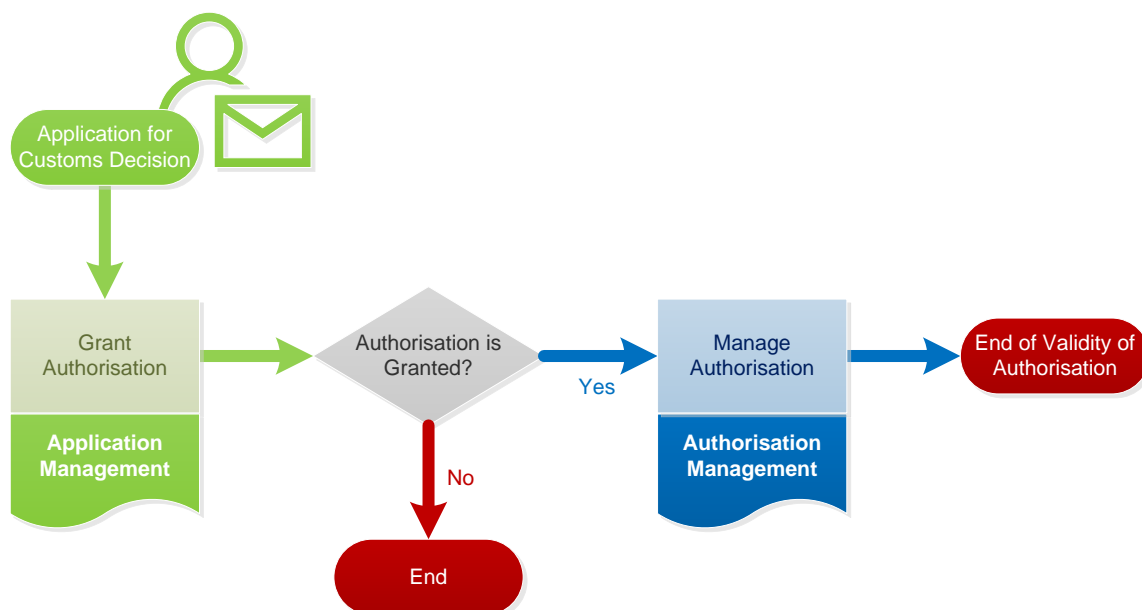 Application for
Customs Decision
Grant
Authorisation
Application
Management
Authorisation is
Granted?
Yes
No
End
Manage
Authorisation
Authorisation
Management
End of Validity of
Authorisation